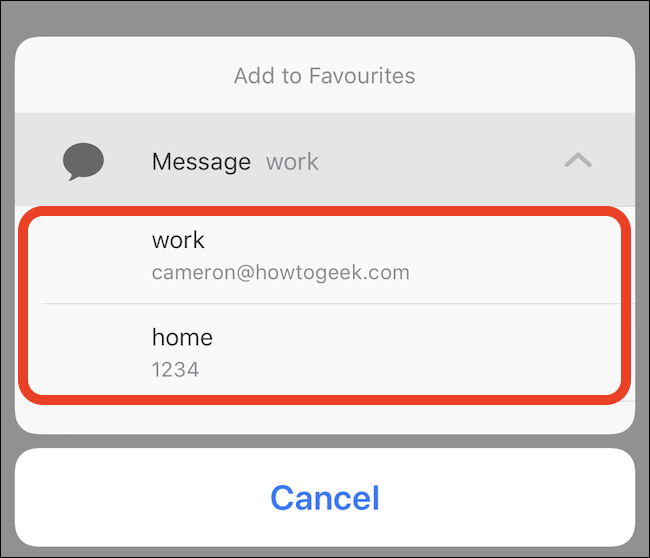 Add to Favourites
Message work
work
cameron@howtogeek.com
home
1234
Cancel